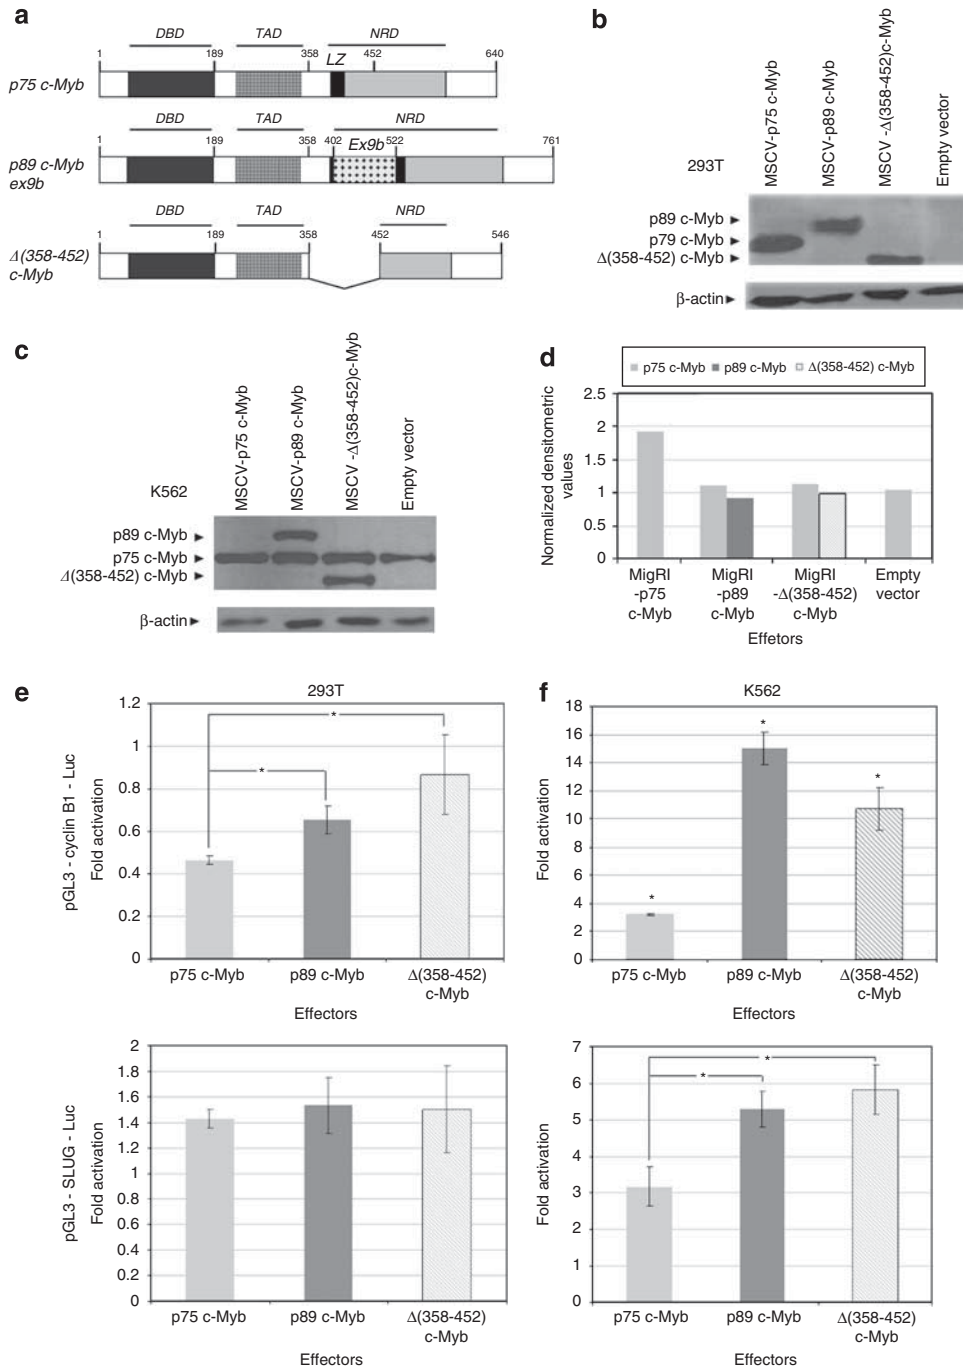 a
DBD TAD NRD
1 189 358 LZ 452 640
p75 c-Myb
DBD TAD NRD
1 189 358 402 Ex9b 522 761
p89 c-Myb
ex9b
DBD TAD NRD
1 189 358 452 546
Δ(358-452)
c-Myb
b
293T
MSCV-p75 c-Myb
MSCV-p89 c-Myb
MSCV -Δ(358-452)c-Myb
Empty vector
p89 c-Myb
p79 c-Myb
Δ(358-452) c-Myb
β-actin
c
K562
MSCV-p75 c-Myb
MSCV-p89 c-Myb
MSCV -Δ(358-452)c-Myb
Empty vector
p89 c-Myb
p75 c-Myb
Δ(358-452) c-Myb
β-actin
d
p75 c-Myb p89 c-Myb Δ(358-452) c-Myb
Normalized densitometric
values
2.5
2
1.5
1
0.5
0
MigRI
-p75
c-Myb
MigRI
-p89
c-Myb
MigRI
-Δ(358-452)
c-Myb
Empty
vector
Effetors
e
293T
pGL3 - cyclin B1 - Luc
Fold activation
1.2
1
0.8
0.6
0.4
0.2
0
*
*
p75 c-Myb p89 c-Myb Δ(358-452)
c-Myb
Effectors
pGL3 - SLUG - Luc
Fold activation
2
1.8
1.6
1.4
1.2
1
0.8
0.6
0.4
0.2
0
p75 c-Myb p89 c-Myb Δ(358-452)
c-Myb
Effectors
f
K562
Fold activation
18
16
14
12
10
8
6
4
2
0
*
*
*
p75 c-Myb p89 c-Myb Δ(358-452)
c-Myb
Effectors
Fold activation
7
6
5
4
3
2
1
0
*
*
p75 c-Myb p89 c-Myb Δ(358-452)
c-Myb
Effectors